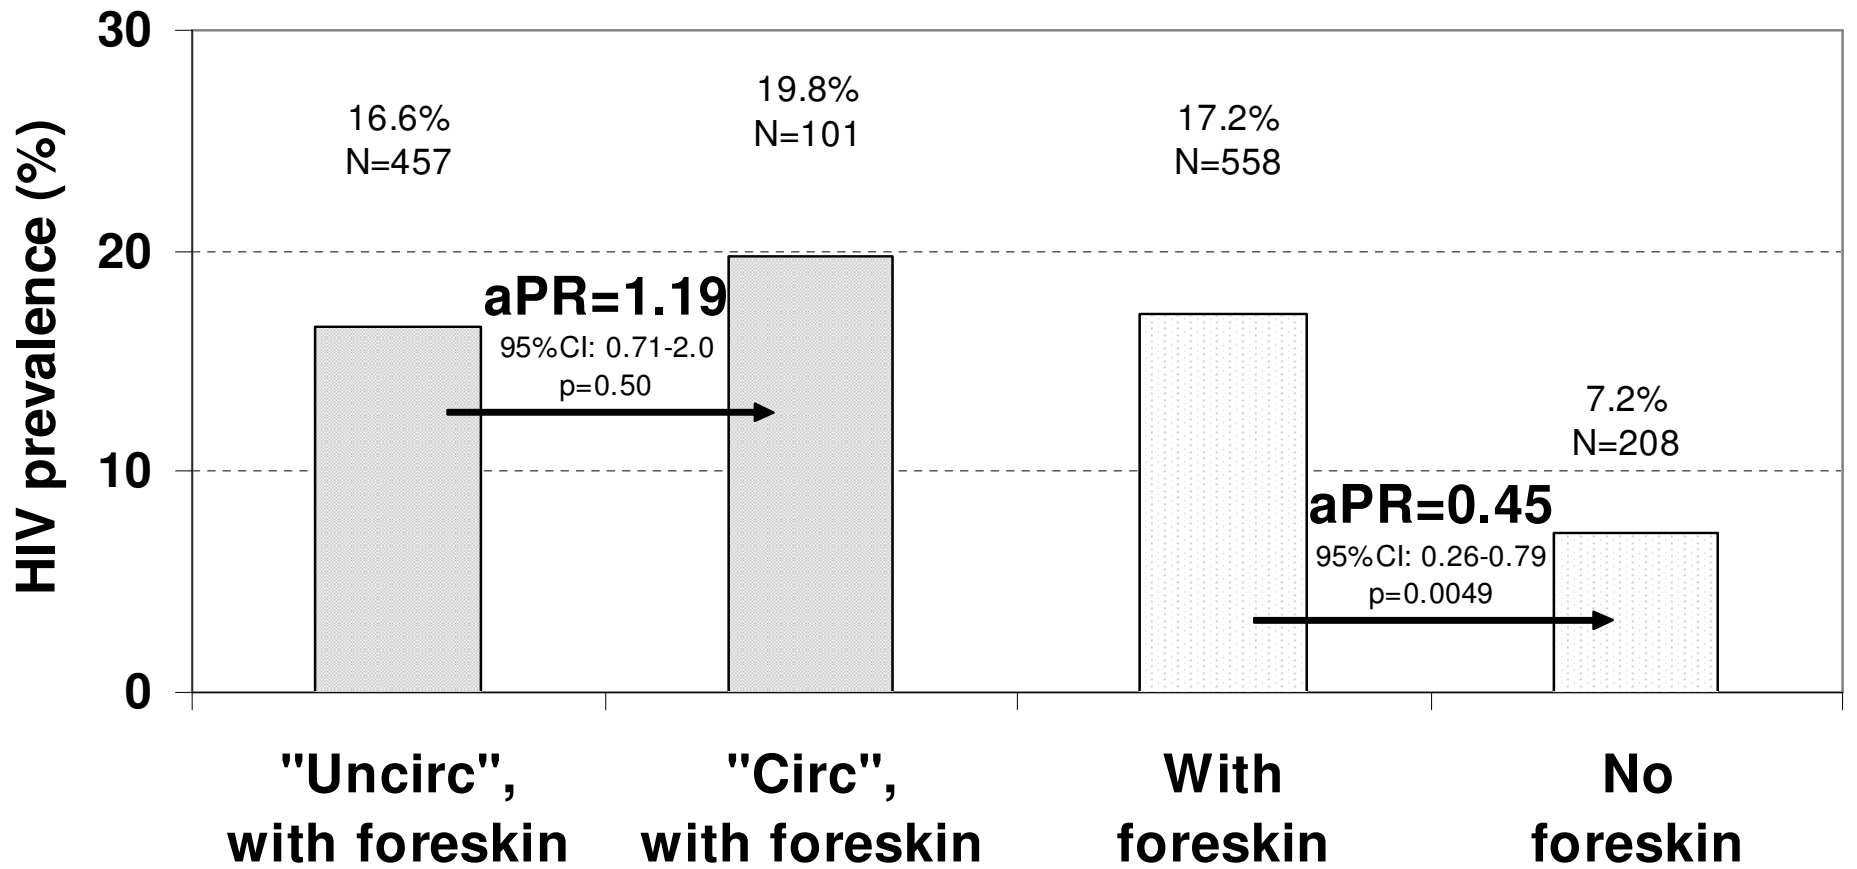 HIV prevalence (%)
30
20
10
0
16.6%
N=457
19.8%
N=101
17.2%
N=558
7.2%
N=208
aPR=1.19
95%CI: 0.71-2.0
p=0.50
aPR=0.45
95%CI: 0.26-0.79
p=0.0049
"Uncirc",
with foreskin
"Circ",
with foreskin
With
foreskin
No
foreskin